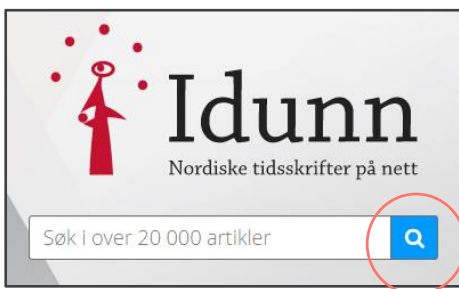 Idunn
Nordiske tidsskrifter på nett
Søk i over 20 000 artikler